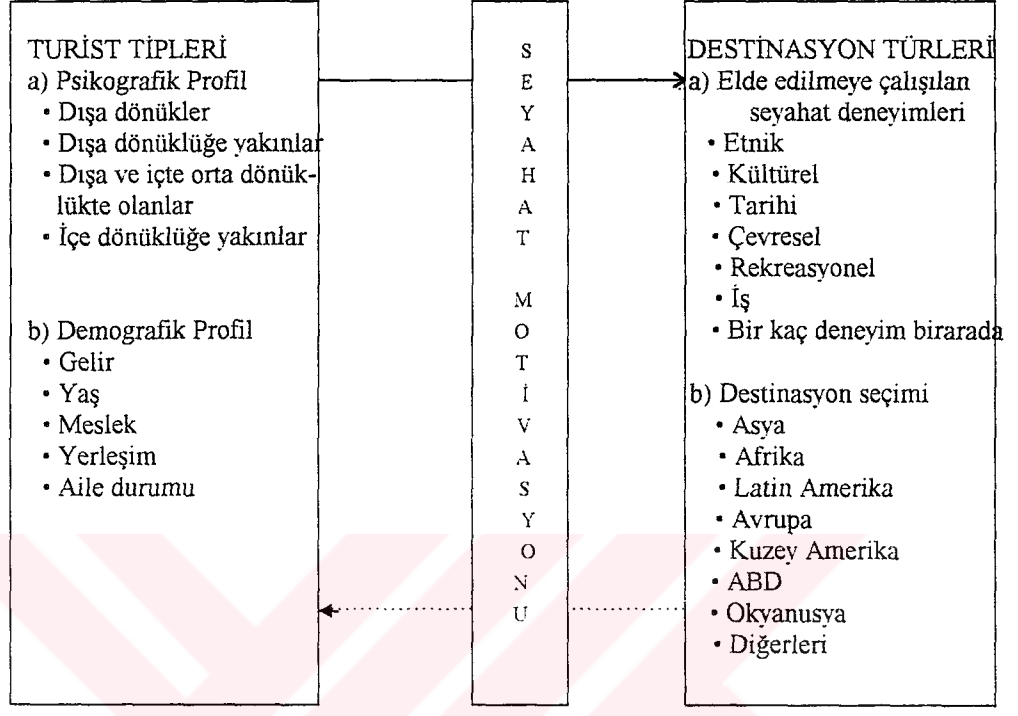 TURİST TİPLERİ
a) Psikografik Profil
• Dışa dönükler
• Dışa dönüklüğe yakınlar
• Dışa ve içte orta dönük-
lükte olanlar
• İçe dönüklüğe yakınlar
b) Demografik Profil
• Gelir
• Yaş
• Meslek
• Yerleşim
• Aile durumu
S
E
Y
A
H
A
T
M
O
T
İ
V
A
S
Y
O
N
U
DESTİNASYON TÜRLERİ
a) Elde edilmeye çalışılan
seyahat deneyimleri
• Etnik
• Kültürel
• Tarihi
• Çevresel
• Rekreasyonel
• İş
• Bir kaç deneyim birarada
b) Destinasyon seçimi
• Asya
• Afrika
• Latin Amerika
• Avrupa
• Kuzey Amerika
• ABD
• Okyanusya
• Diğerleri